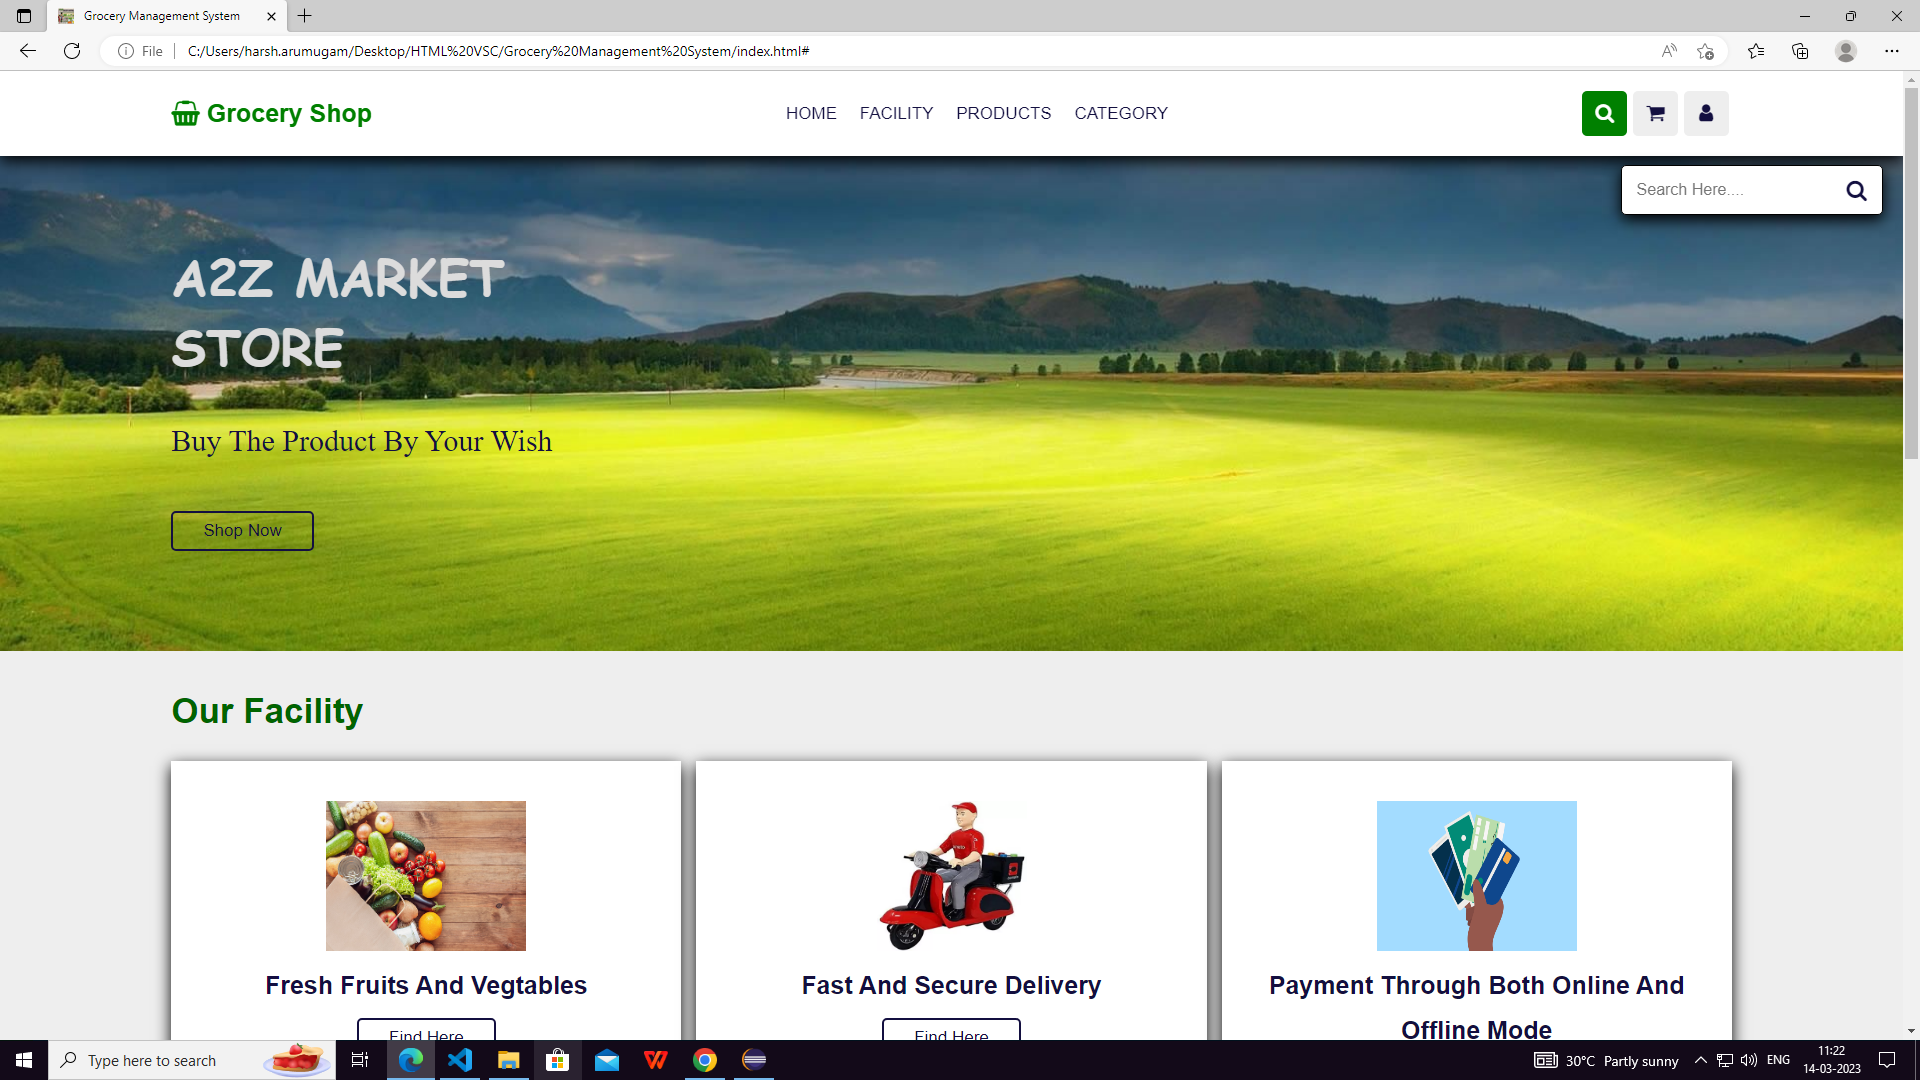 Grocery Management System
File
C:/Users/harsh.arumugam/Desktop/HTML%20VSC/Grocery%20Management%20System/index.html#
Grocery Shop
HOME FACILITY PRODUCTS CATEGORY
Search Here....
A2Z MARKET
STORE
Buy The Product By Your Wish
Shop Now
Our Facility
Fresh Fruits And Vegtables
Find Here
Fast And Secure Delivery
Find Here
Payment Through Both Online And
Offline Mode
Type here to search
30°C Partly sunny
ENG
11:22
14-03-2023